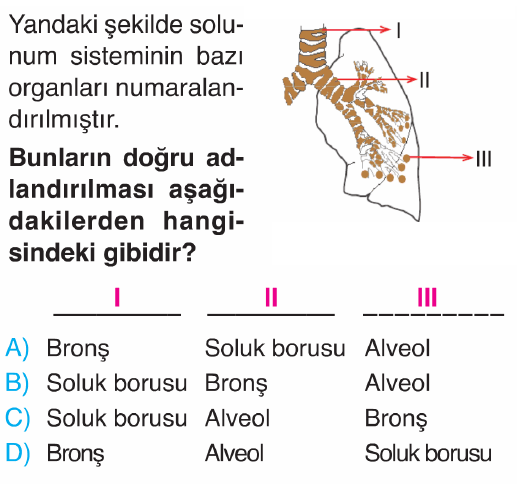 Yandaki şekilde solu-
num sisteminin bazı
organları numaralan-
dırılmıştır.
Bunların doğru ad-
landırılması aşağı-
dakilerden hangi-
sindeki gibidir?
I
II
III
I II III
A) Bronş Soluk borusu Alveol
B) Soluk borusu Bronş Alveol
C) Soluk borusu Alveol Bronş
D) Bronş Alveol Soluk borusu